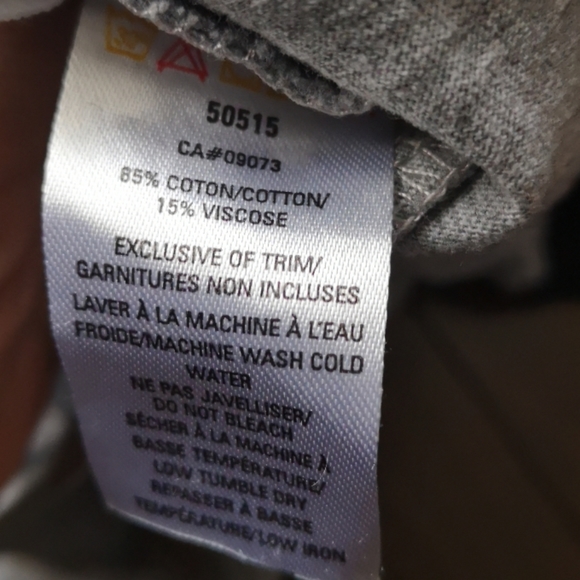 50515
CA#09073
85% COTON/COTTON/
15% VISCOSE
EXCLUSIVE OF TRIM/
GARNITURES NON INCLUSES
LAVER À LA MACHINE À L'EAU
FROIDE/MACHINE WASH COLD
WATER
NE PAS JAVELLISER/
DO NOT BLEACH
SÉCHER À LA MACHINE À
BASSE TEMPÉRATURE/
LOW TUMBLE DRY
REPASSER À BASSE
TEMPÉRATURE/LOW IRON